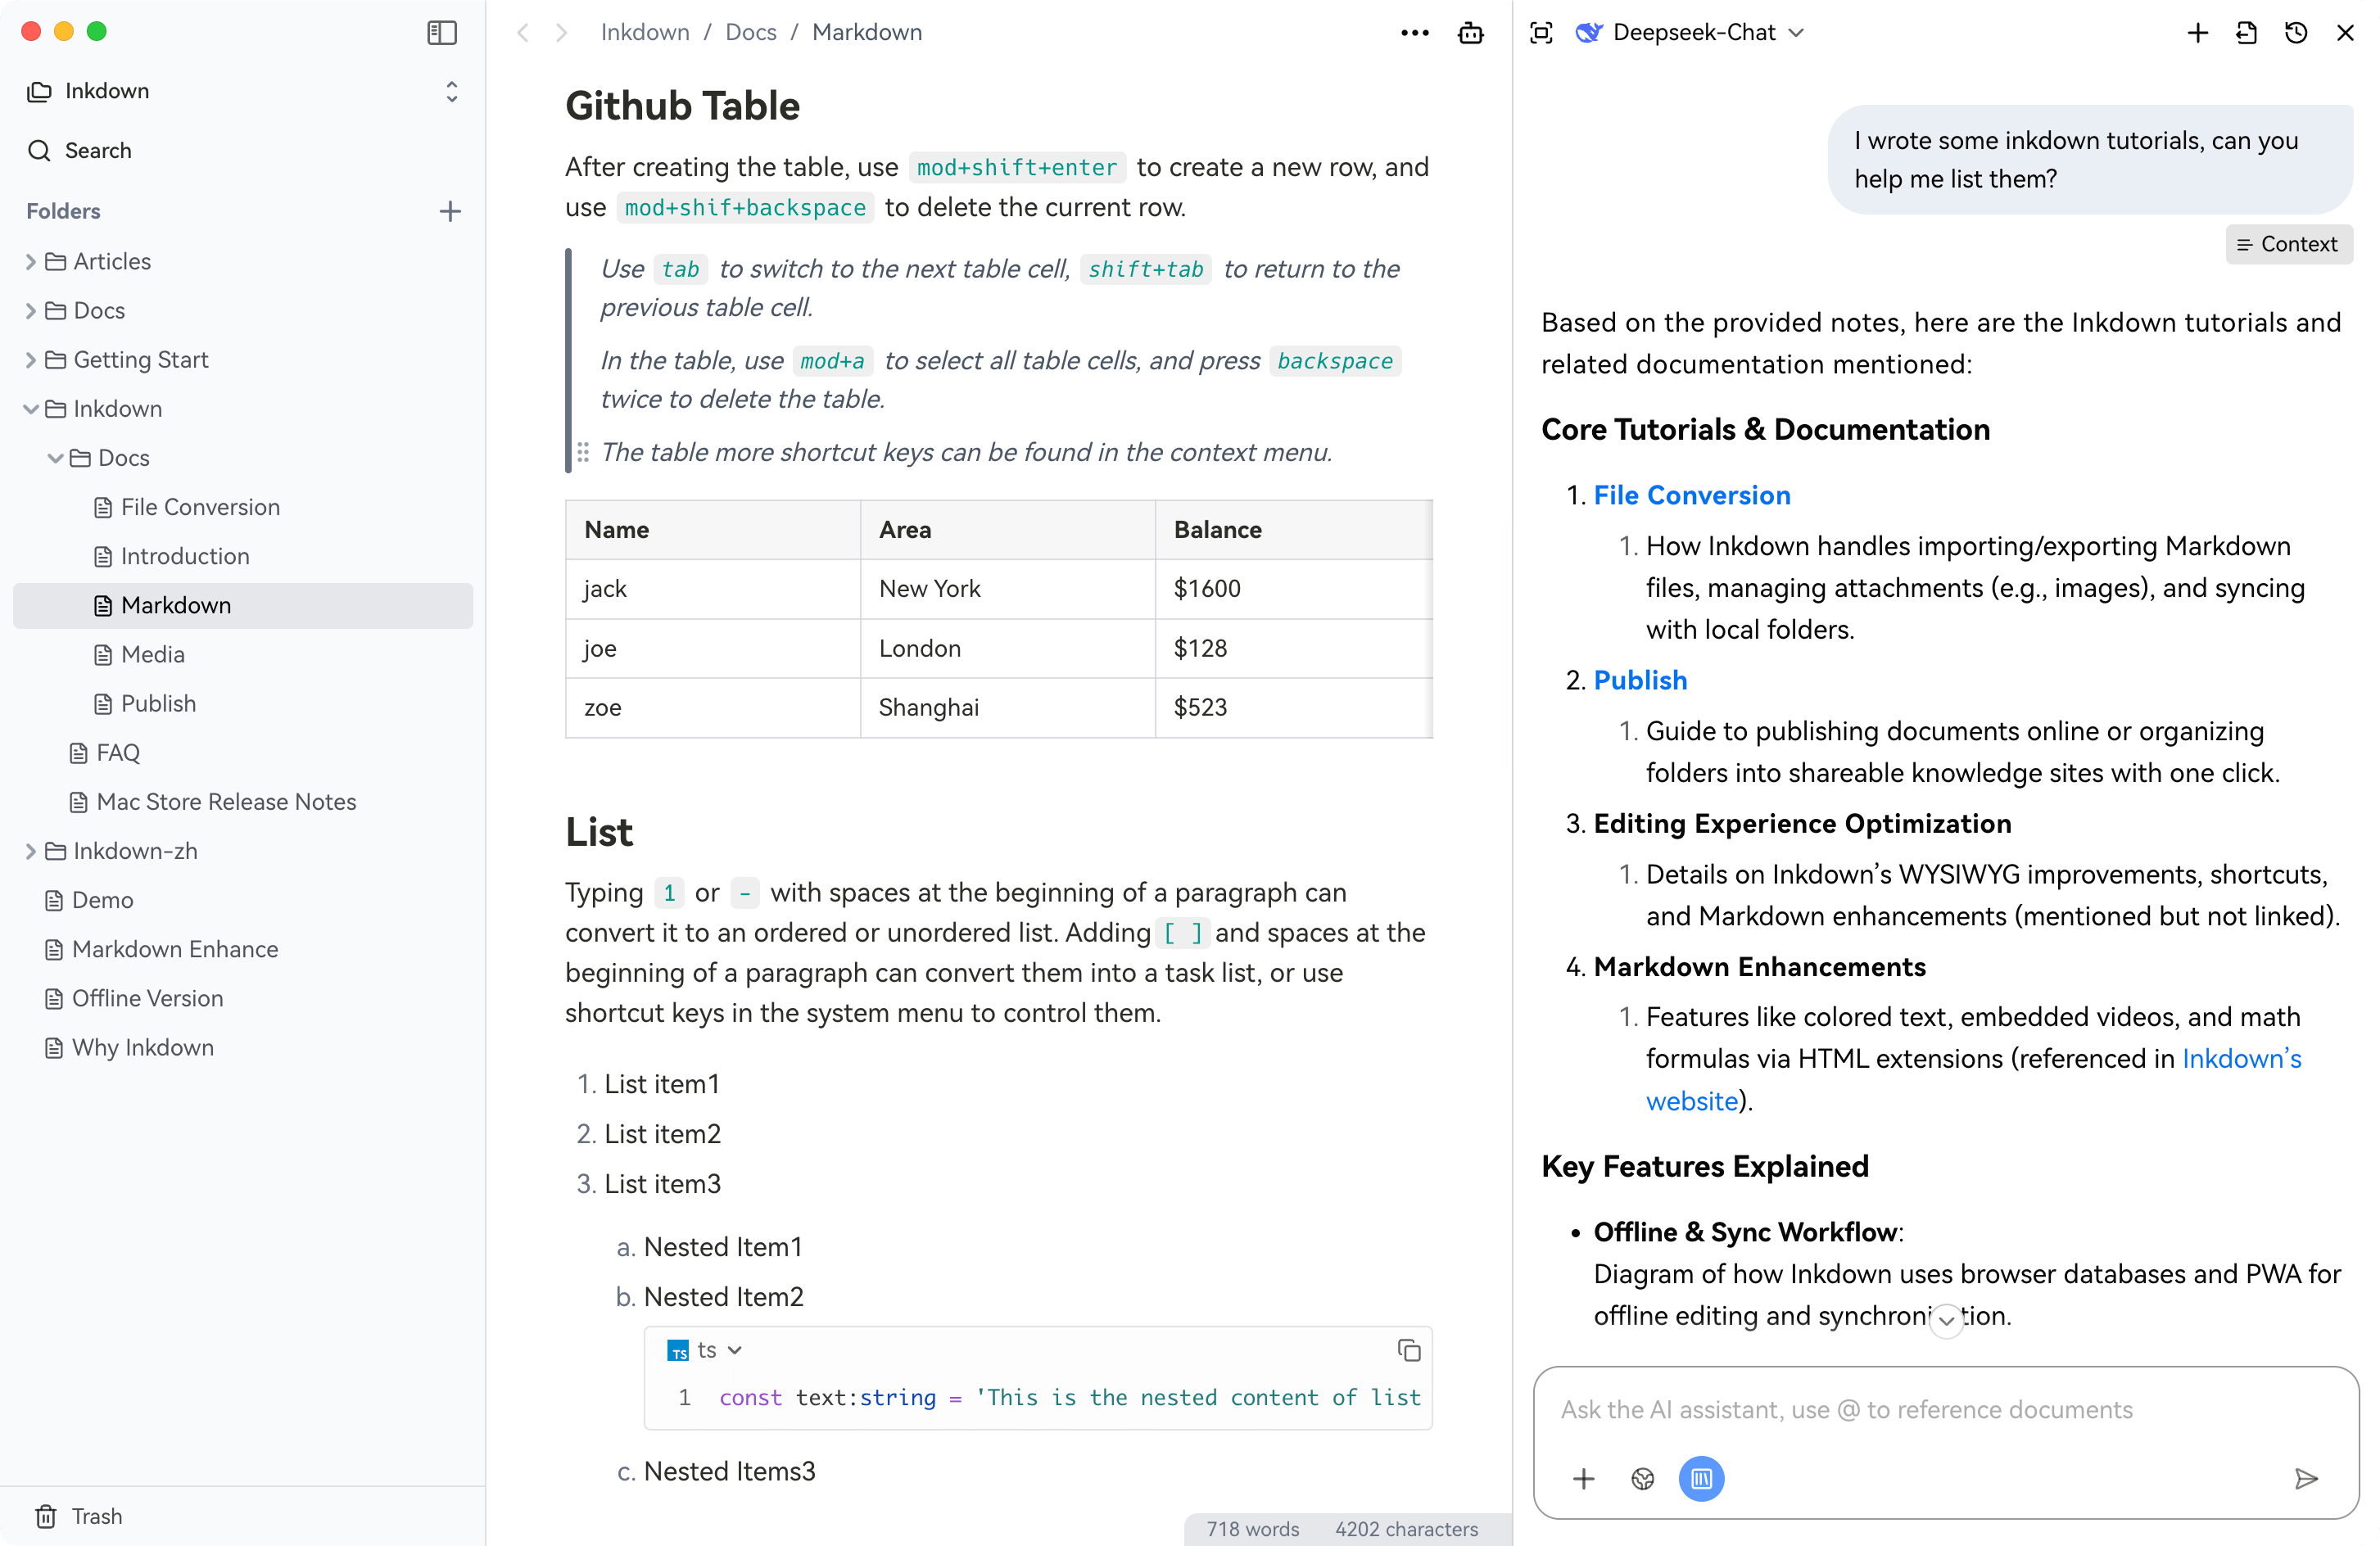 Inkdown
Search
Folders
Articles
Docs
Getting Start
Inkdown
Docs
File Conversion
Introduction
Markdown
Media
Publish
FAQ
Mac Store Release Notes
Inkdown-zh
Demo
Markdown Enhance
Offline Version
Why Inkdown
Trash
Inkdown / Docs / Markdown
Github Table
After creating the table, use mod+shift+enter to create a new row, and
use mod+shif+backspace to delete the current row.
Use tab to switch to the next table cell, shift+tab to return to the
previous table cell.
In the table, use mod+a to select all table cells, and press backspace
twice to delete the table.
The table more shortcut keys can be found in the context menu.
Name Area Balance
jack New York $1600
joe London $128
zoe Shanghai $523
List
Typing 1 or - with spaces at the beginning of a paragraph can
convert it to an ordered or unordered list. Adding [ ] and spaces at the
beginning of a paragraph can convert them into a task list, or use
shortcut keys in the system menu to control them.
1. List item1
2. List item2
3. List item3
a. Nested Item1
b. Nested Item2
TS ts
1 const text:string = 'This is the nested content of list
c. Nested Items3
718 words 4202 characters
Deepseek-Chat
I wrote some inkdown tutorials, can you
help me list them?
Context
Based on the provided notes, here are the Inkdown tutorials and
related documentation mentioned:
Core Tutorials & Documentation
1. File Conversion
1. How Inkdown handles importing/exporting Markdown
files, managing attachments (e.g., images), and syncing
with local folders.
2. Publish
1. Guide to publishing documents online or organizing
folders into shareable knowledge sites with one click.
3. Editing Experience Optimization
1. Details on Inkdown’s WYSIWYG improvements, shortcuts,
and Markdown enhancements (mentioned but not linked).
4. Markdown Enhancements
1. Features like colored text, embedded videos, and math
formulas via HTML extensions (referenced in Inkdown’s
website).
Key Features Explained
• Offline & Sync Workflow:
Diagram of how Inkdown uses browser databases and PWA for
offline editing and
Ask the AI assistant, use @ to reference documents